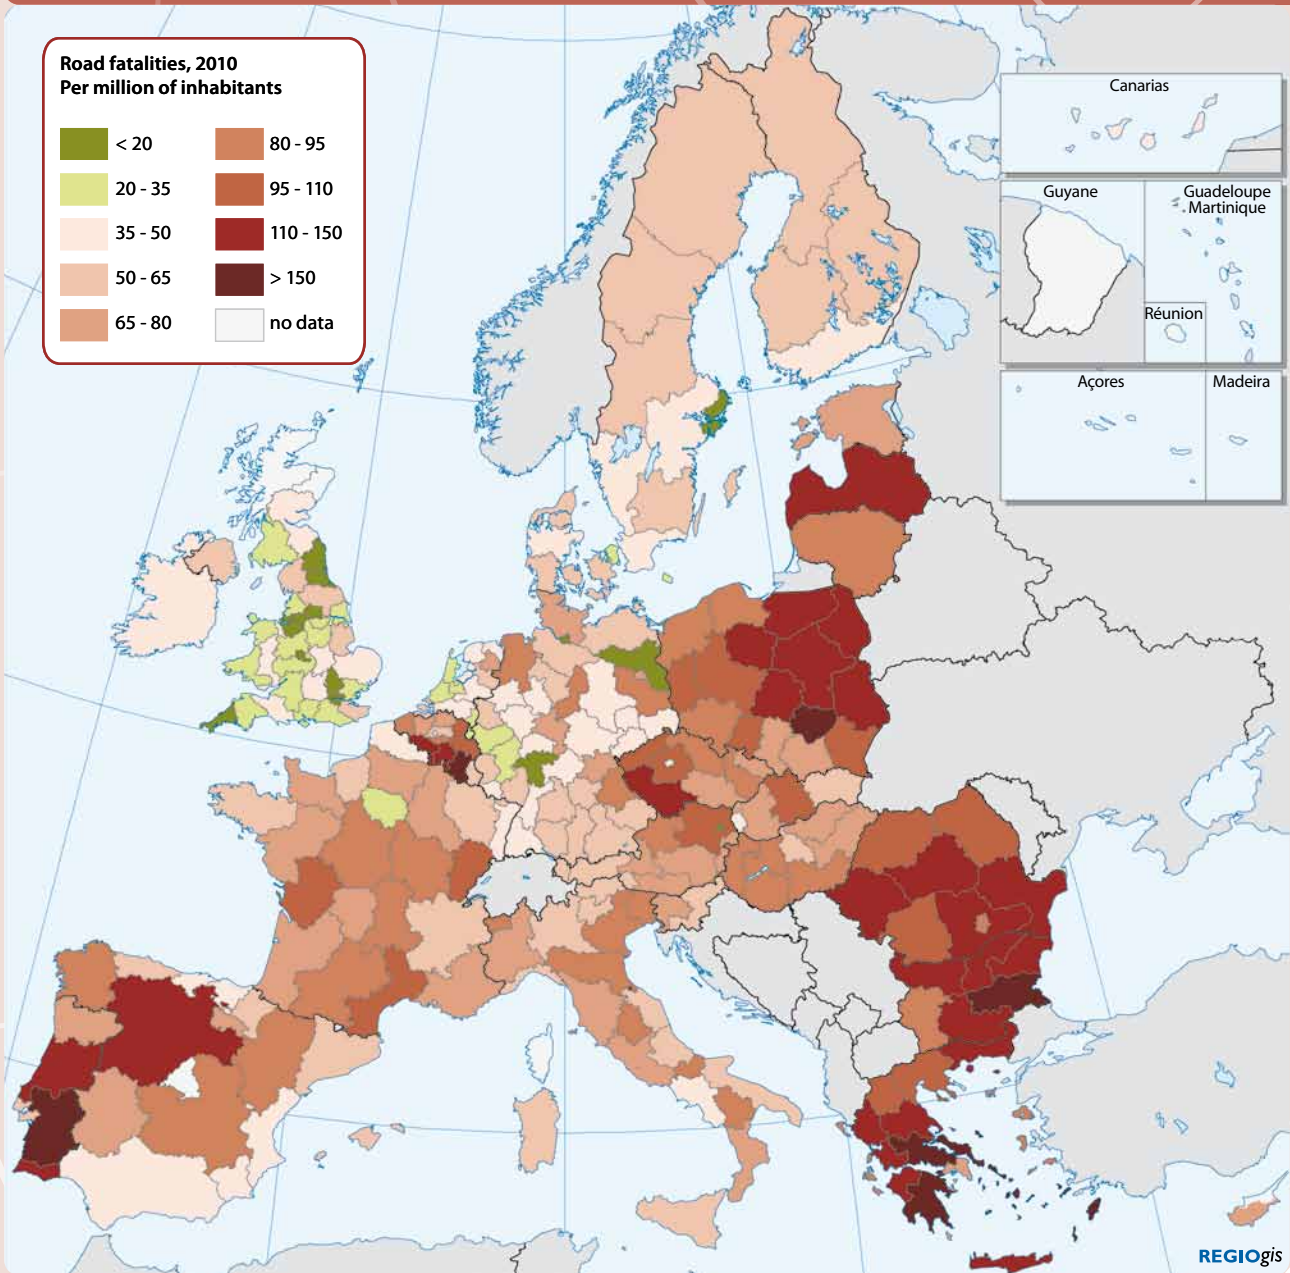 Road fatalities, 2010
Per million of inhabitants
< 20
20 - 35
35 - 50
50 - 65
65 - 80
80 - 95
95 - 110
110 - 150
> 150
no data
Canarias
Guyane
Guadeloupe
Martinique
Réunion
Açores
Madeira
REGIOgis